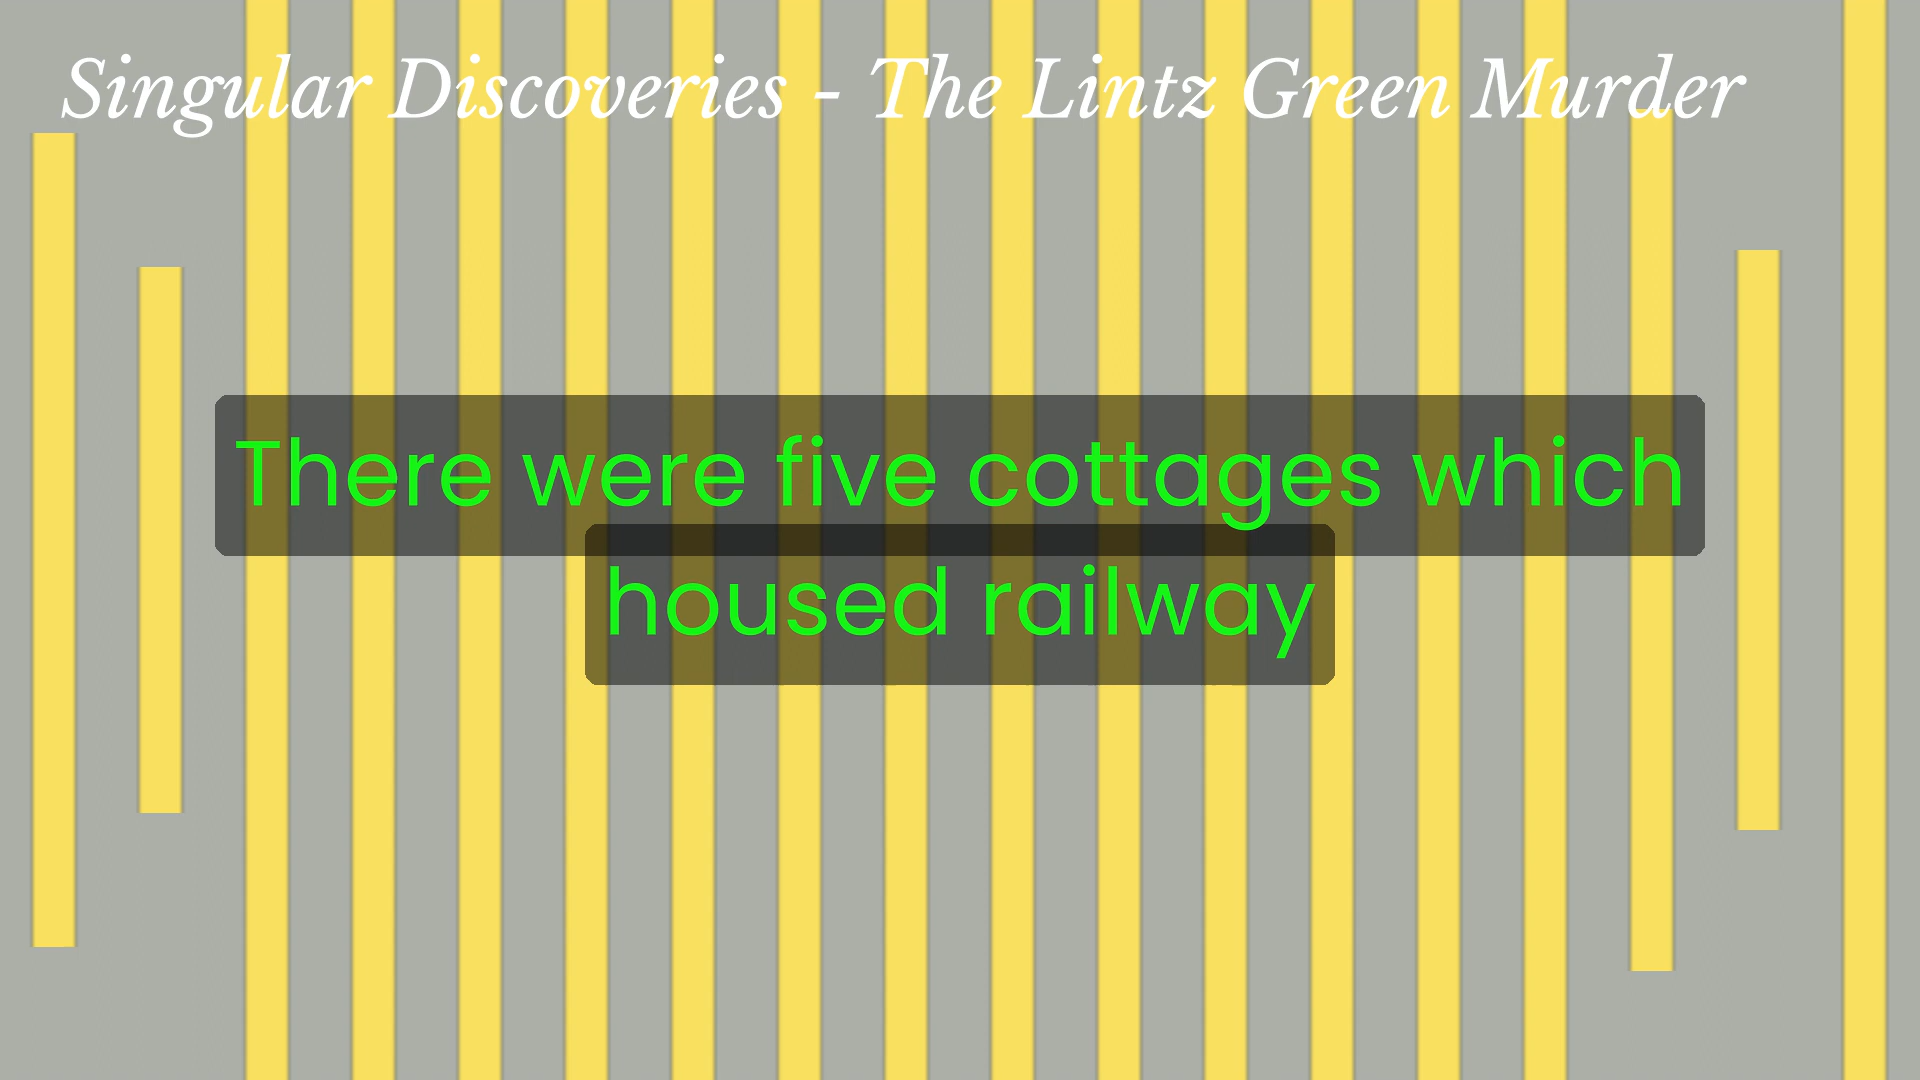 Singular Discoveries - The Lintz Green Murder
There were five cottages which
housed railway